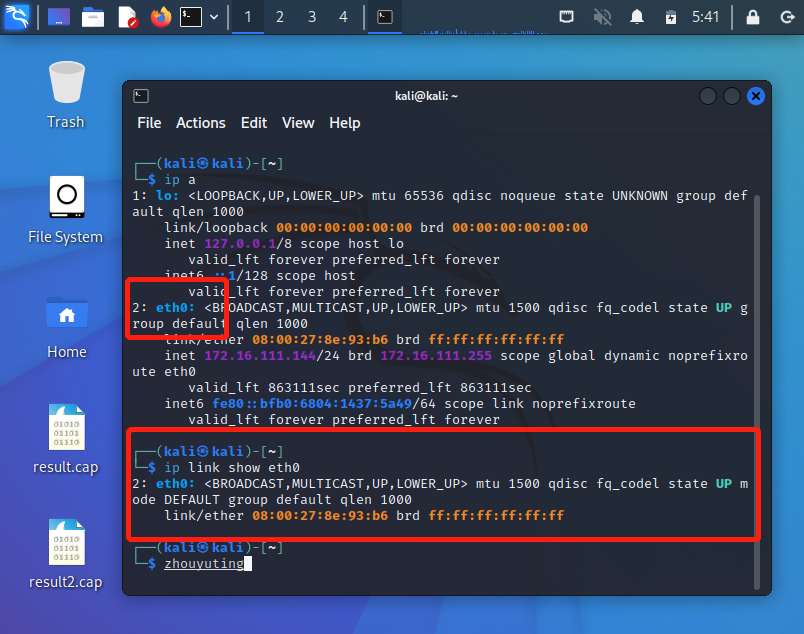 1 2 3 4 5:41
kali@kali: ~
File Actions Edit View Help
Trash
File System
Home
result.cap
result2.cap
┌──(kali㉿kali)-[~]
└─$ ip a
1: lo: <LOOPBACK,UP,LOWER_UP> mtu 65536 qdisc noqueue state UNKNOWN group def
ault qlen 1000
link/loopback 00:00:00:00:00:00 brd 00:00:00:00:00:00
inet 127.0.0.1/8 scope host lo
valid_lft forever preferred_lft forever
inet6 ::1/128 scope host
valid_lft forever preferred_lft forever
2: eth0: <BROADCAST,MULTICAST,UP,LOWER_UP> mtu 1500 qdisc fq_codel state UP g
roup default qlen 1000
link/ether 08:00:27:8e:93:b6 brd ff:ff:ff:ff:ff:ff
inet 172.16.111.144/24 brd 172.16.111.255 scope global dynamic noprefixro
ute eth0
valid_lft 863111sec preferred_lft 863111sec
inet6 fe80::bfb0:6804:1437:5a49/64 scope link noprefixroute
valid_lft forever preferred_lft forever
┌──(kali㉿kali)-[~]
└─$ ip link show eth0
2: eth0: <BROADCAST,MULTICAST,UP,LOWER_UP> mtu 1500 qdisc fq_codel state UP m
ode DEFAULT group default qlen 1000
link/ether 08:00:27:8e:93:b6 brd ff:ff:ff:ff:ff:ff
┌──(kali㉿kali)-[~]
└─$ zhouyuting